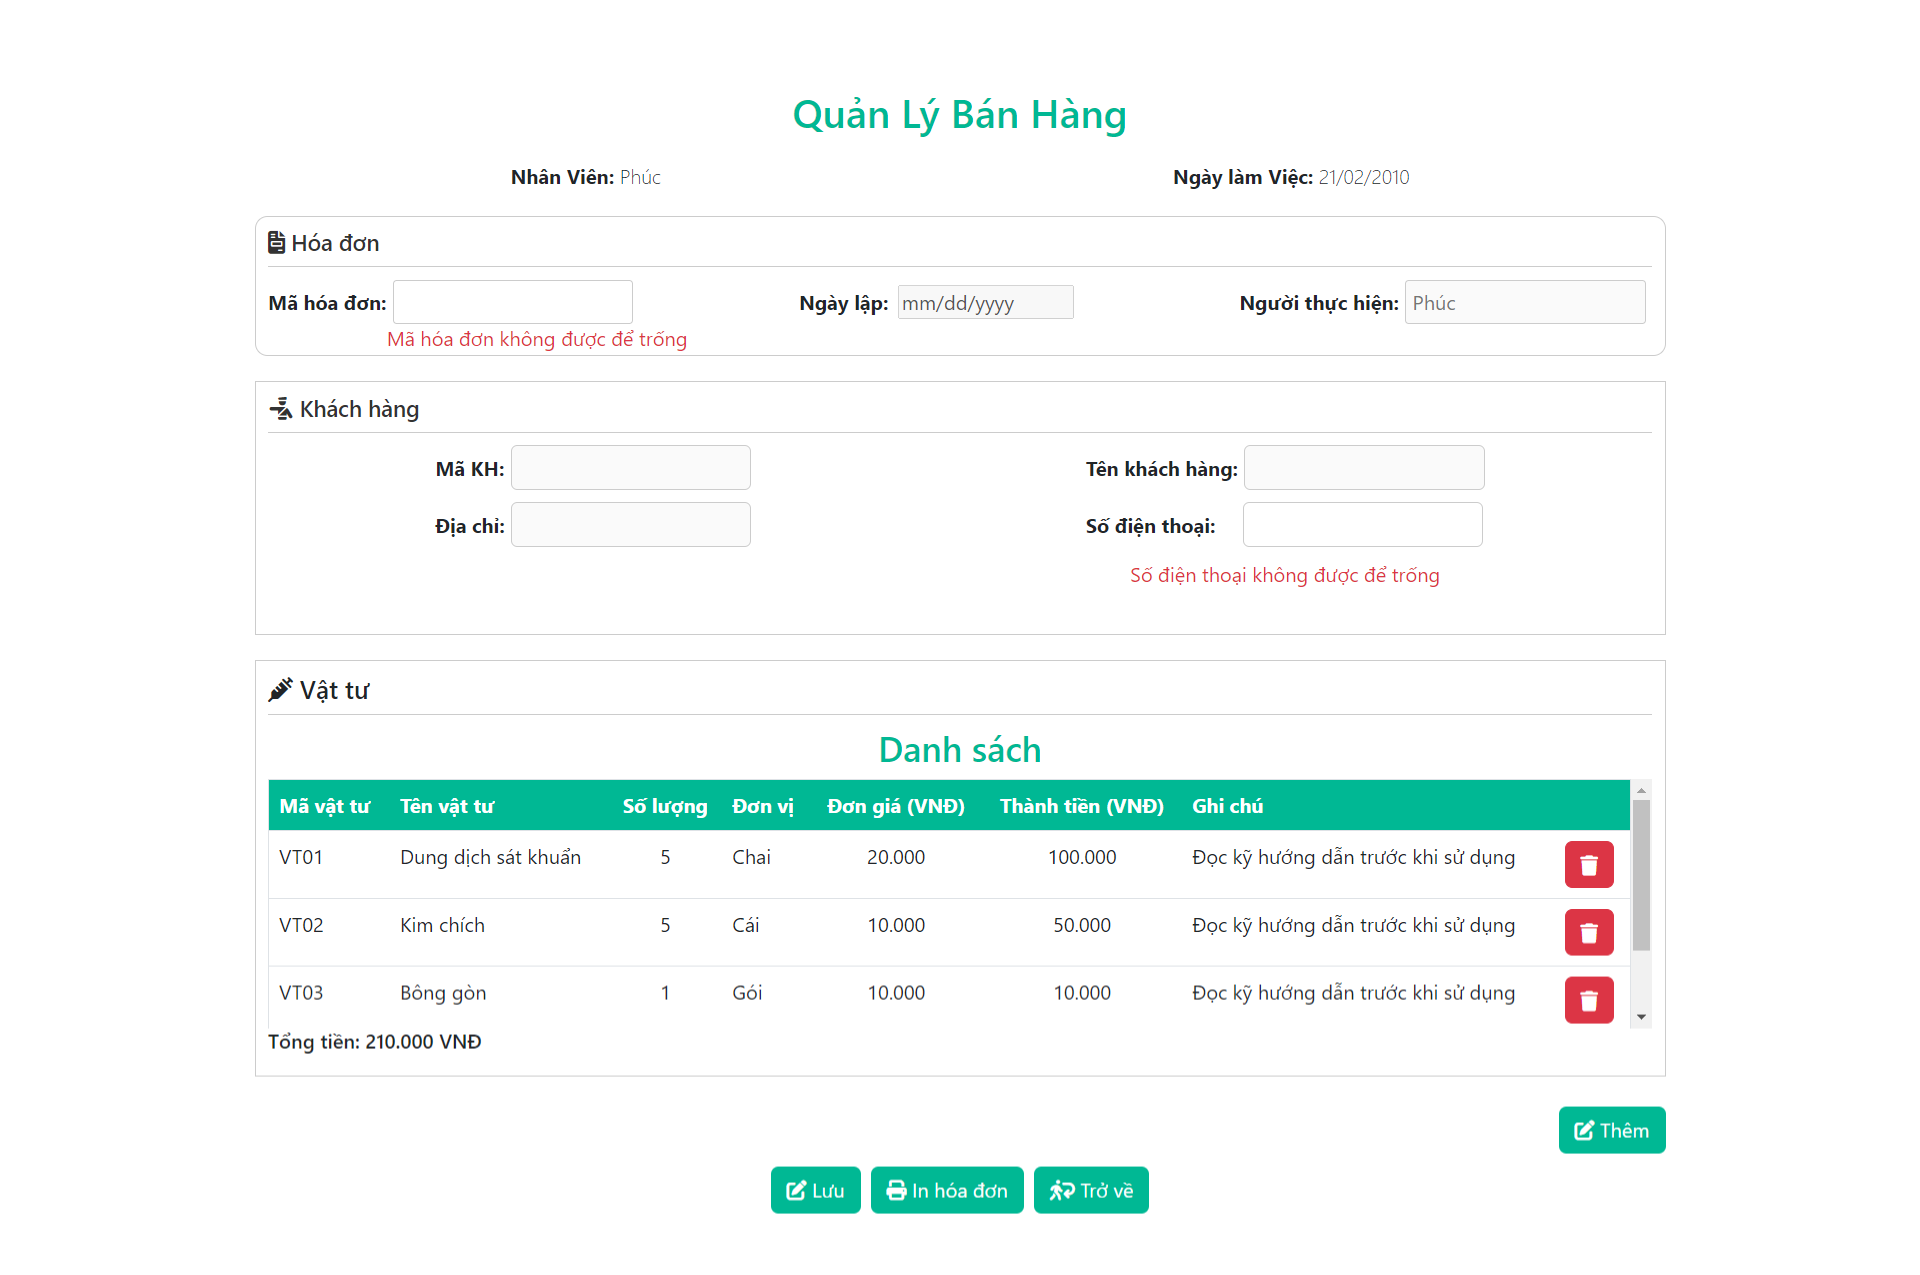 Quản Lý Bán Hàng
Nhân Viên: Phúc Ngày làm Việc: 21/02/2010
Hóa đơn
Mã hóa đơn: Ngày lập: mm/dd/yyyy Người thực hiện: Phúc
Mã hóa đơn không được để trống
Khách hàng
Mã KH: Tên khách hàng:
Địa chỉ: Số điện thoại:
Số điện thoại không được để trống
Vật tư
Danh sách
Mã vật tư Tên vật tư Số lượng Đơn vị Đơn giá (VNĐ) Thành tiền (VNĐ) Ghi chú
VT01 Dung dịch sát khuẩn 5 Chai 20.000 100.000 Đọc kỹ hướng dẫn trước khi sử dụng
VT02 Kim chích 5 Cái 10.000 50.000 Đọc kỹ hướng dẫn trước khi sử dụng
VT03 Bông gòn 1 Gói 10.000 10.000 Đọc kỹ hướng dẫn trước khi sử dụng
Tổng tiền: 210.000 VNĐ
Thêm
Lưu In hóa đơn Trở về